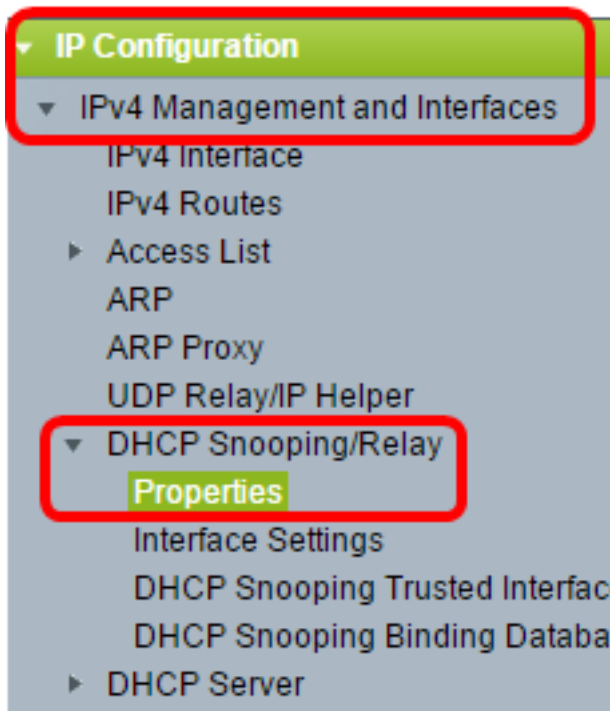 IP Configuration
IPv4 Management and Interfaces
IPv4 Interface
IPv4 Routes
Access List
ARP
ARP Proxy
UDP Relay/IP Helper
DHCP Snooping/Relay
Properties
Interface Settings
DHCP Snooping Trusted Interfac
DHCP Snooping Binding Databa
DHCP Server